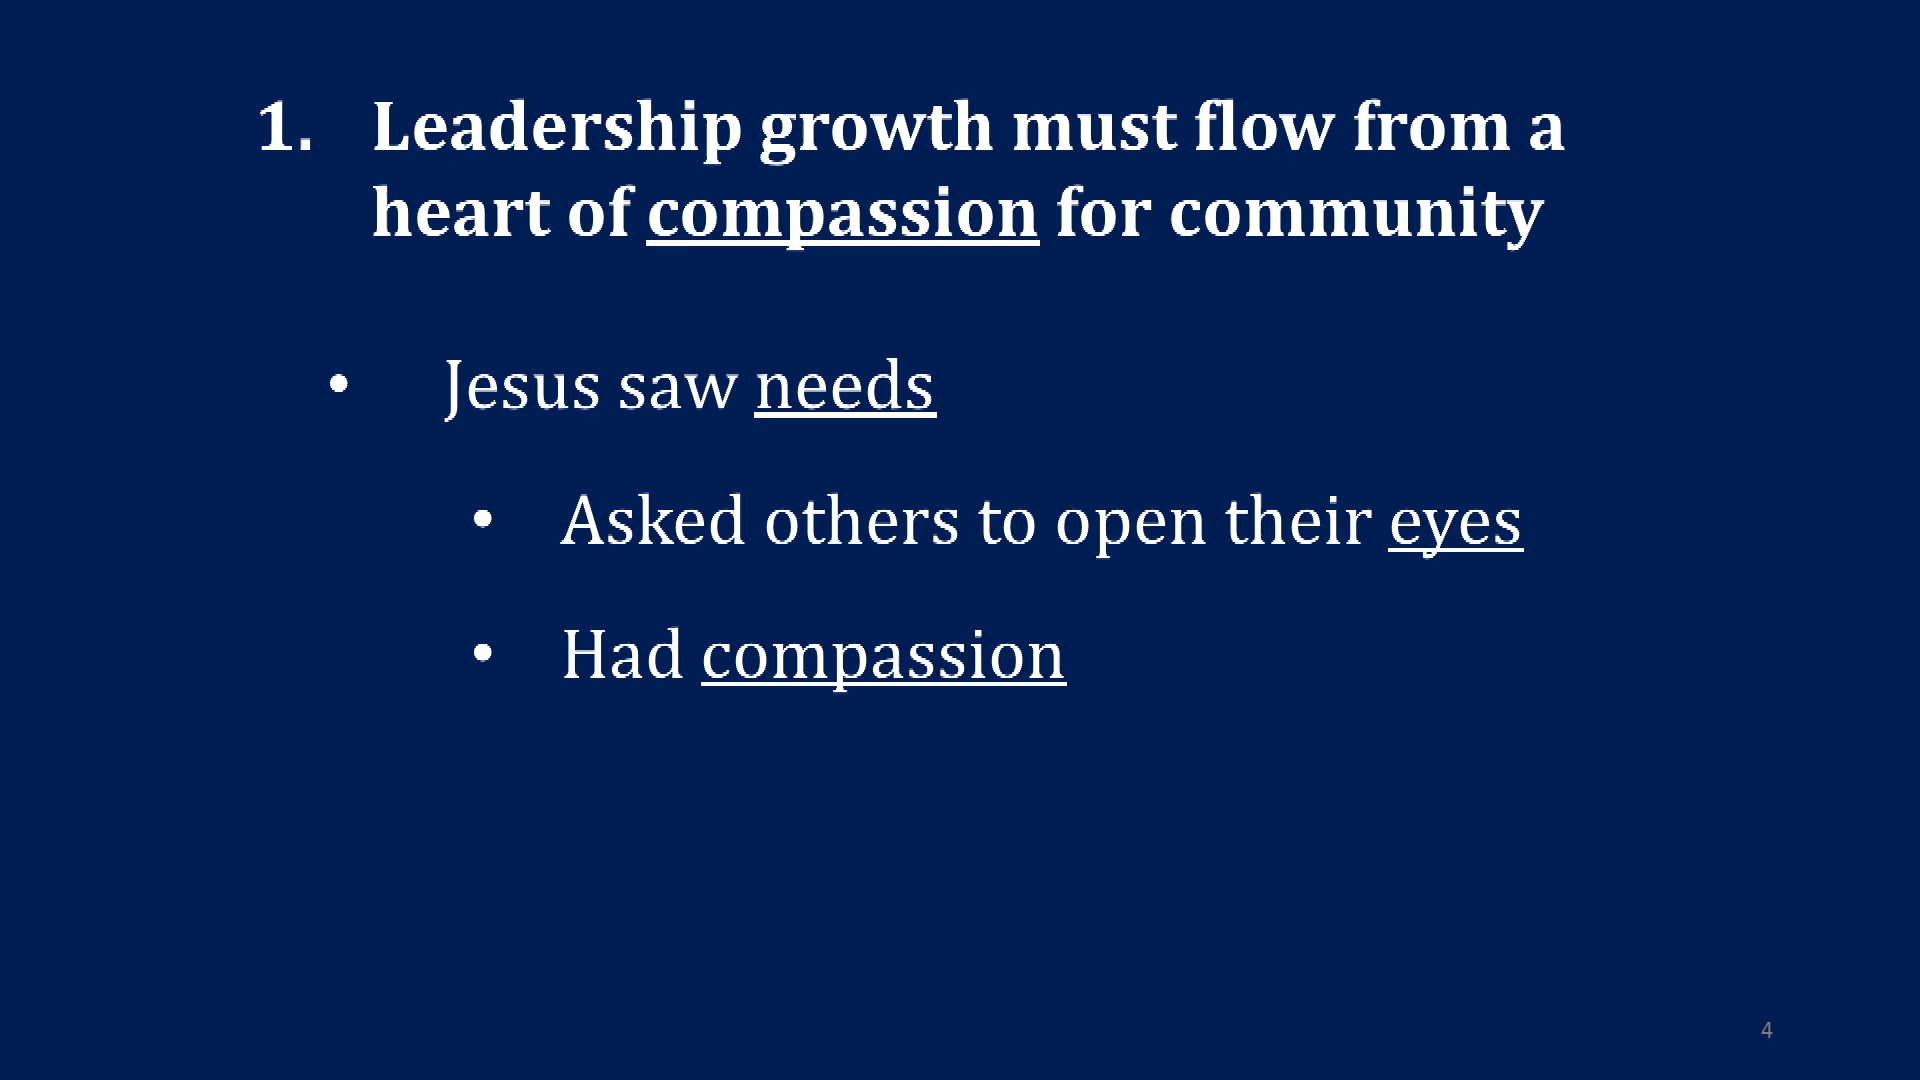 1. Leadership growth must flow from a
heart of compassion for community
• Jesus saw needs
• Asked others to open their eyes
• Had compassion
4